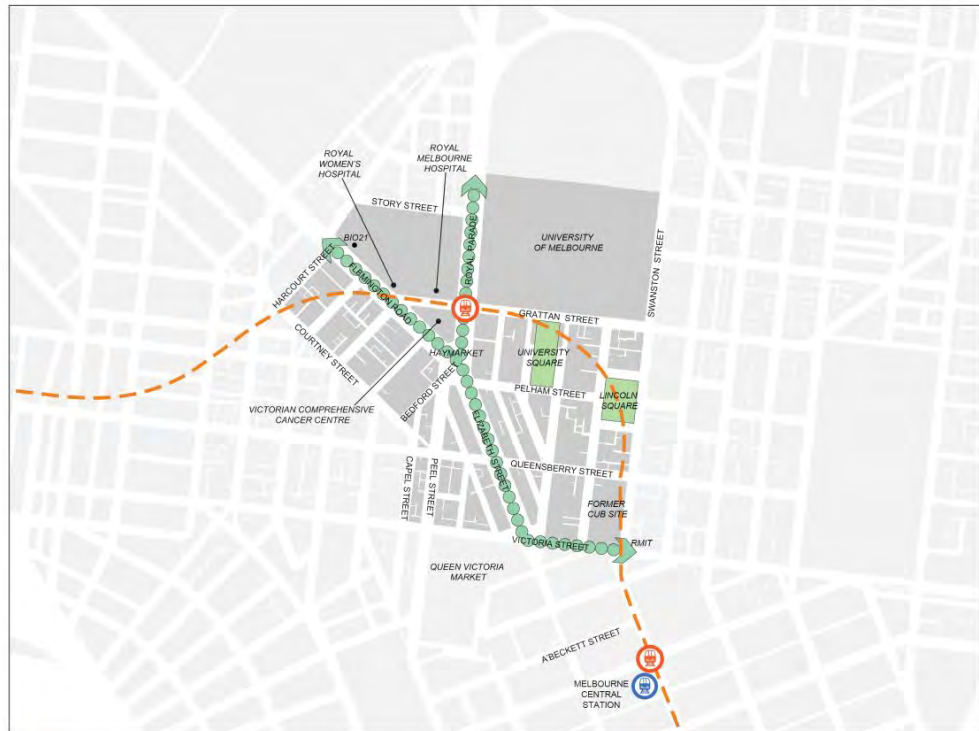 ROYAL
WOMEN'S
HOSPITAL
ROYAL
MELBOURNE
HOSPITAL
STORY STREET
BIO21
UNIVERSITY
OF MELBOURNE
HARCOURT STREET
FLEMINGTON ROAD
ROYAL PARADE
SWANSTON STREET
GRATTAN STREET
COURTNEY STREET
HAYMARKET
UNIVERSITY
SQUARE
BEDFORD STREET
PELHAM STREET
LINCOLN
SQUARE
VICTORIAN COMPREHENSIVE
CANCER CENTRE
ELIZABETH STREET
CAPEL STREET
PEEL STREET
QUEENSBERRY STREET
FORMER
CUB SITE
VICTORIA STREET
RMIT
QUEEN VICTORIA
MARKET
A'BECKETT STREET
MELBOURNE
CENTRAL
STATION